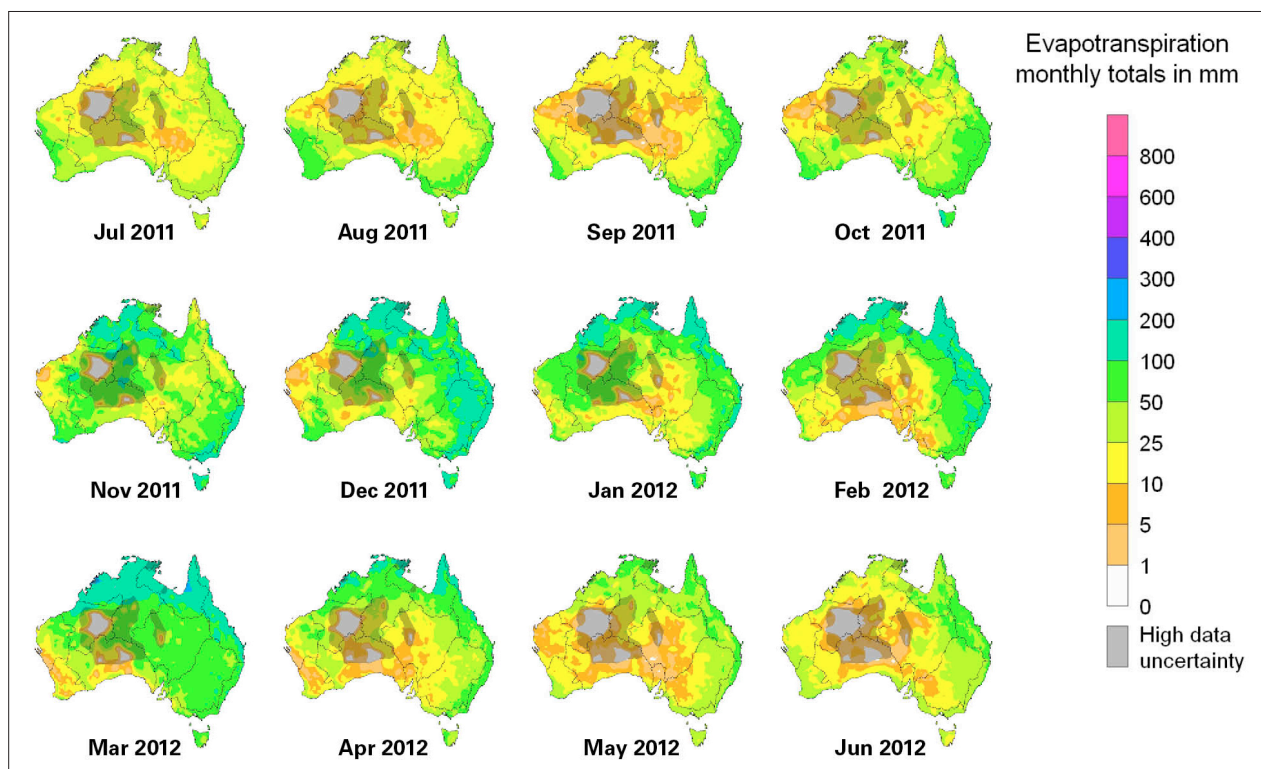 Evapotranspiration
monthly totals in mm
Jul 2011
Aug 2011
Sep 2011
Oct 2011
Nov 2011
Dec 2011
Jan 2012
Feb 2012
Mar 2012
Apr 2012
May 2012
Jun 2012
800
600
400
300
200
100
50
25
10
5
1
0
High data
uncertainty